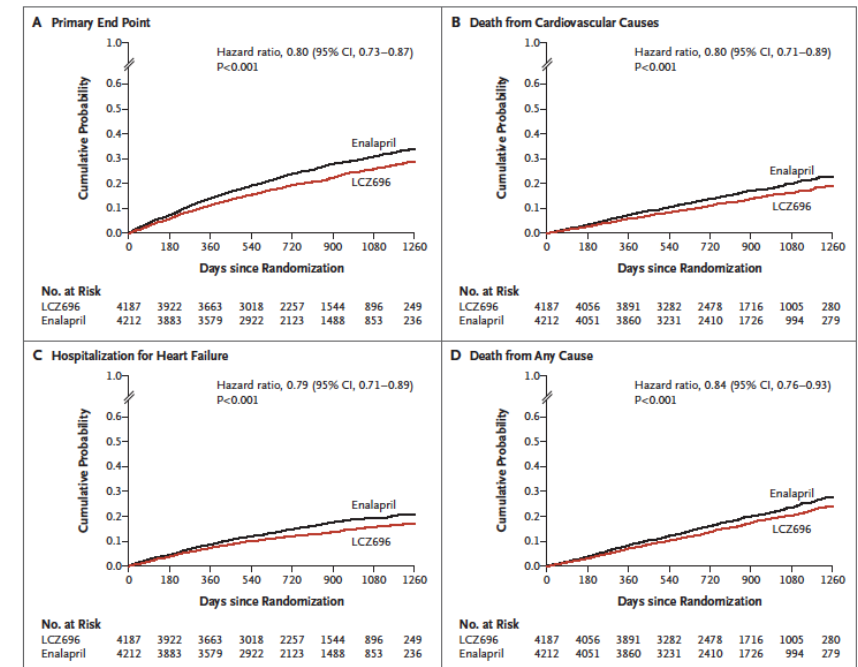 A Primary End Point
1.0
Hazard ratio, 0.80 (95% CI, 0.73–0.87)
P<0.001
0.6
0.5
0.4
0.3
0.2
0.1
0.0
Cumulative Probability
Enalapril
LCZ696
0 180 360 540 720 900 1080 1260
Days since Randomization
No. at Risk
LCZ696 4187 3922 3663 3018 2257 1544 896 249
Enalapril 4212 3883 3579 2922 2123 1488 853 236
B Death from Cardiovascular Causes
1.0
Hazard ratio, 0.80 (95% CI, 0.71–0.89)
P<0.001
0.6
0.5
0.4
0.3
0.2
0.1
0.0
Cumulative Probability
Enalapril
LCZ696
0 180 360 540 720 900 1080 1260
Days since Randomization
No. at Risk
LCZ696 4187 4056 3891 3282 2478 1716 1005 280
Enalapril 4212 4051 3860 3231 2410 1726 994 279
C Hospitalization for Heart Failure
1.0
Hazard ratio, 0.79 (95% CI, 0.71–0.89)
P<0.001
0.6
0.5
0.4
0.3
0.2
0.1
0.0
Cumulative Probability
Enalapril
LCZ696
0 180 360 540 720 900 1080 1260
Days since Randomization
No. at Risk
LCZ696 4187 3922 3663 3018 2257 1544 896 249
Enalapril 4212 3883 3579 2922 2123 1488 853 236
D Death from Any Cause
1.0
Hazard ratio, 0.84 (95% CI, 0.76–0.93)
P<0.001
0.6
0.5
0.4
0.3
0.2
0.1
0.0
Cumulative Probability
Enalapril
LCZ696
0 180 360 540 720 900 1080 1260
Days since Randomization
No. at Risk
LCZ696 4187 4056 3891 3282 2478 1716 1005 280
Enalapril 4212 4051 3860 3231 2410 1726 994 279